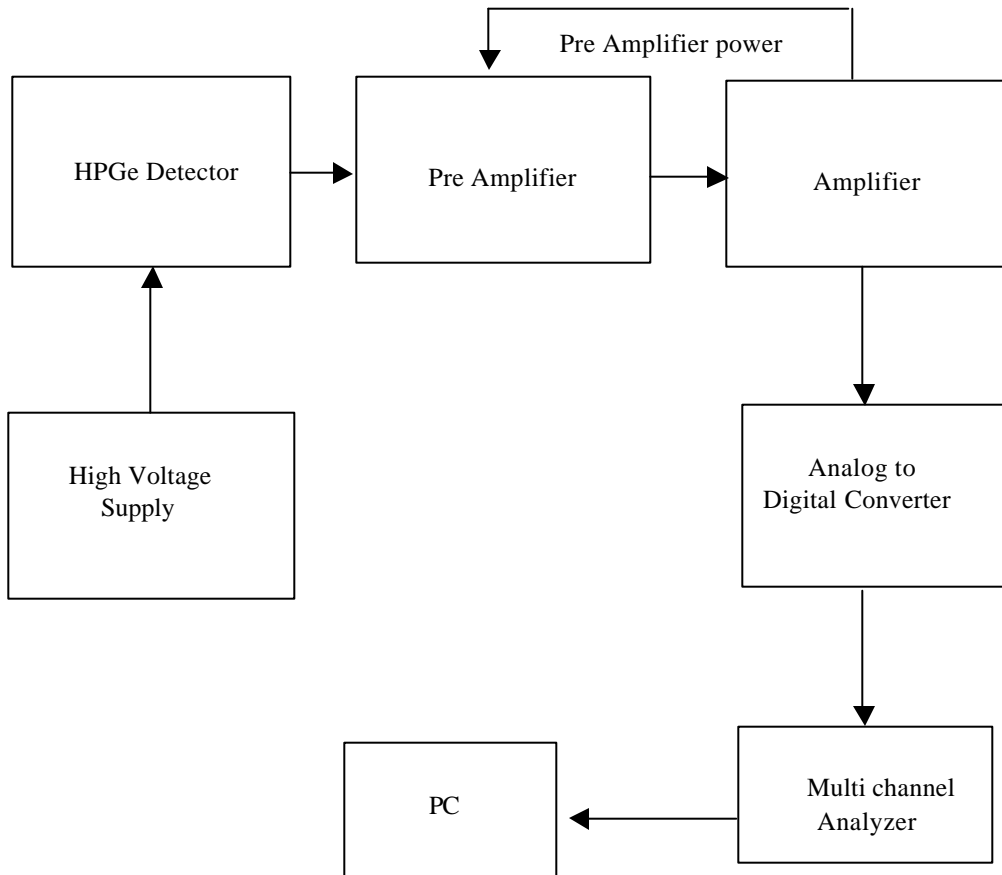 Pre Amplifier power
HPGe Detector
Pre Amplifier
Amplifier
High Voltage
Supply
Analog to
Digital Converter
Multi channel
Analyzer
PC